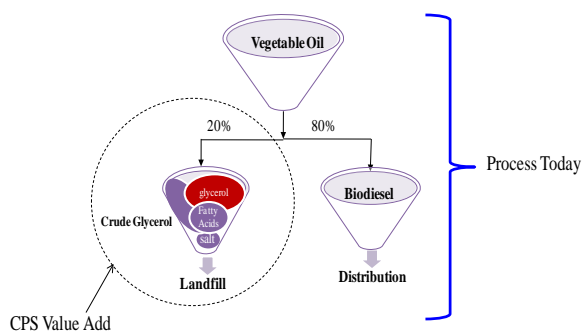 Vegetable Oil
20%
80%
Process Today
glycerol
Biodiesel
Fatty
Acids
Crude Glycerol
salt
Landfill
Distribution
CPS Value Add